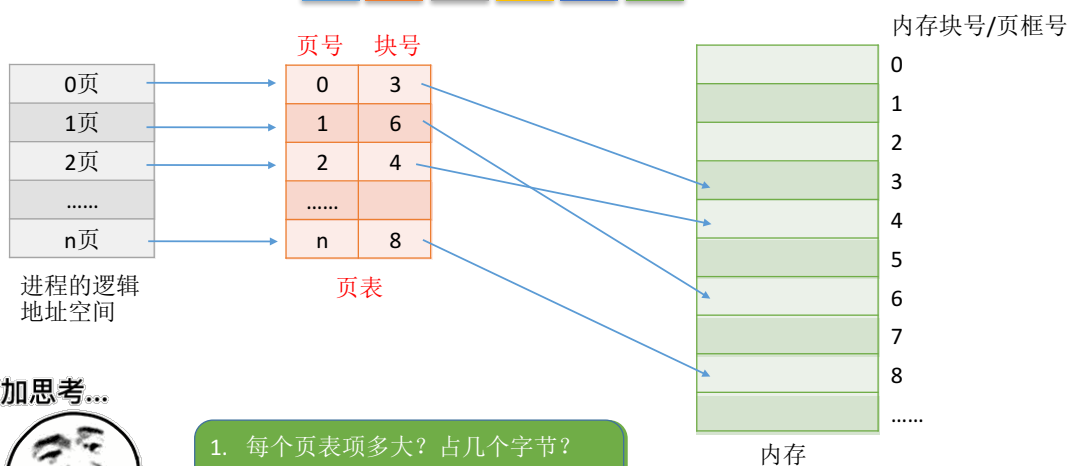 内存块号/页框号
页号 块号
0页
1页
2页
……
n页
0 3
1 6
2 4
……
n 8
0
1
2
3
4
5
6
7
8
……
进程的逻辑
地址空间
页表
内存
加思考...
1. 每个页表项多大？占几个字节？